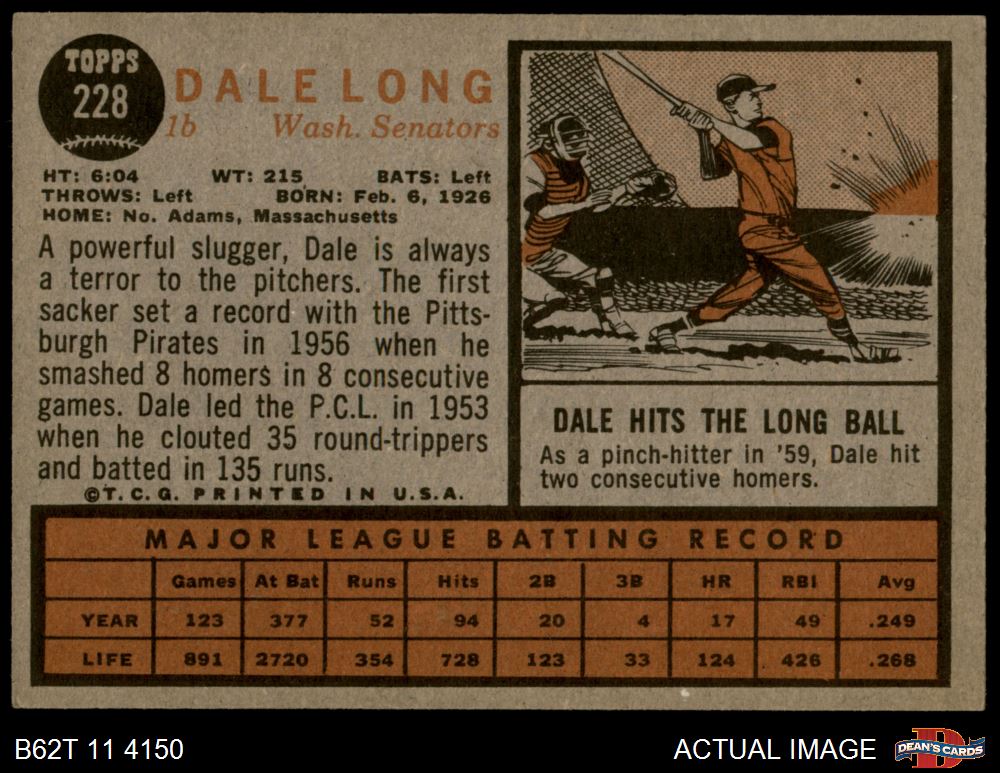 TOPPS
228
DALE LONG
1b Wash. Senators
HT: 6:04 WT: 215 BATS: Left
THROWS: Left BORN: Feb. 6, 1926
HOME: No. Adams, Massachusetts
A powerful slugger, Dale is always
a terror to the pitchers. The first
sacker set a record with the Pitts-
burgh Pirates in 1956 when he
smashed 8 homers in 8 consecutive
games. Dale led the P.C.L. in 1953
when he clouted 35 round-trippers
and batted in 135 runs.
©T.C.G. PRINTED IN U.S.A.
DALE HITS THE LONG BALL
As a pinch-hitter in '59, Dale hit
two consecutive homers.
MAJOR LEAGUE BATTING RECORD
Games At Bat Runs Hits 2B 3B HR RBI Avg
YEAR 123 377 52 94 20 4 17 49 .249
LIFE 891 2720 354 728 123 33 124 426 .268
B62T 11 4150
ACTUAL IMAGE
DEAN'S CARDS